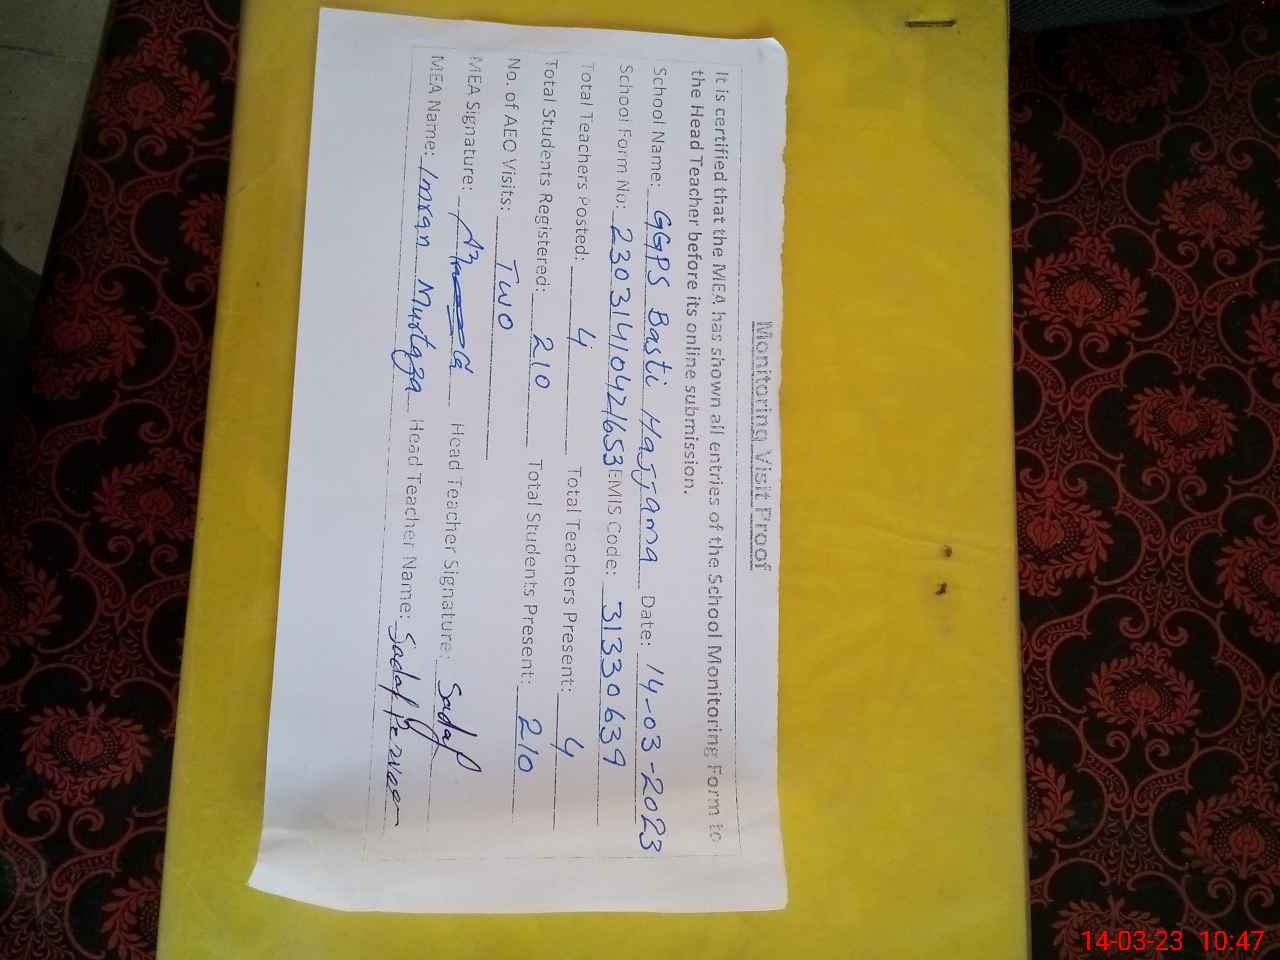 Monitoring Visit Proof
It is certified that the MEA has shown all entries of the School Monitoring Form to
the Head Teacher before its online submission.
School Name: GGPS Basti Hajjana Date: 14-03-2023
School Form No: 23031410421653 EMIS Code: 31330639
Total Teachers Posted: 4 Total Teachers Present: 4
Total Students Registered: 210 Total Students Present: 210
No. of AEO Visits: Two
MEA Signature: Head Teacher Signature: Sadaf
MEA Name: Imran Murtaza Head Teacher Name: Sadaf Perveen
14-03-23 10:47